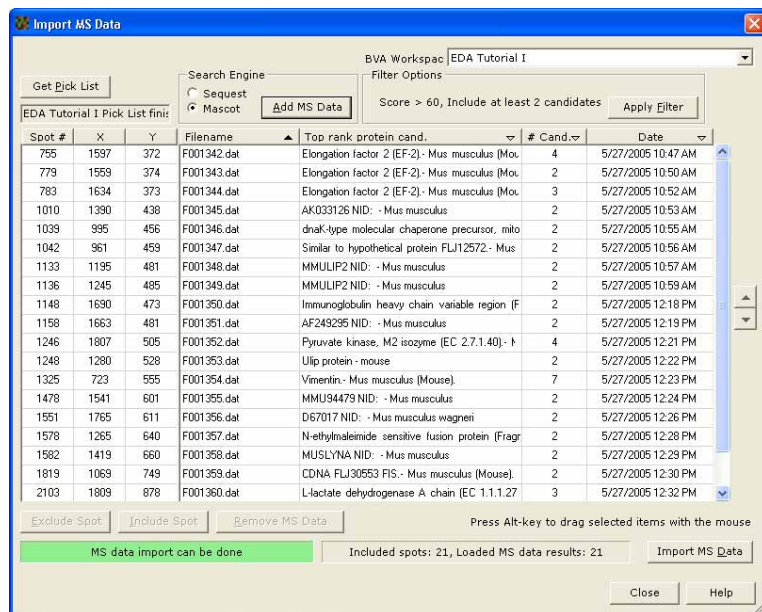 Import MS Data
BVA Workspac EDA Tutorial I
Get Pick List
Search Engine
Sequest
Mascot
Add MS Data
Filter Options
Score > 60, Include at least 2 candidates
Apply Filter
EDA Tutorial I Pick List finis
Spot # X Y Filename Top rank protein cand. # Cand. Date
755 1597 372 F001342.dat Elongation factor 2 (EF-2).- Mus musculus (Mou 4 5/27/2005 10:47 AM
779 1559 374 F001343.dat Elongation factor 2 (EF-2).- Mus musculus (Mou 2 5/27/2005 10:50 AM
783 1634 373 F001344.dat Elongation factor 2 (EF-2).- Mus musculus (Mou 3 5/27/2005 10:52 AM
1010 1390 438 F001345.dat AK033126 NID: - Mus musculus 2 5/27/2005 10:53 AM
1039 995 456 F001346.dat dnaK-type molecular chaperone precursor, mito 2 5/27/2005 10:55 AM
1042 961 459 F001347.dat Similar to hypothetical protein FLJ12572.- Mus 2 5/27/2005 10:56 AM
1133 1195 481 F001348.dat MMULIP2 NID: - Mus musculus 2 5/27/2005 10:57 AM
1136 1245 485 F001349.dat MMULIP2 NID: - Mus musculus 2 5/27/2005 10:59 AM
1148 1690 473 F001350.dat Immunoglobulin heavy chain variable region (F 2 5/27/2005 12:18 PM
1158 1663 481 F001351.dat AF249295 NID: - Mus musculus 2 5/27/2005 12:19 PM
1246 1807 505 F001352.dat Pyruvate kinase, M2 isozyme (EC 2.7.1.40).- M 4 5/27/2005 12:21 PM
1248 1280 528 F001353.dat Ulip protein - mouse 2 5/27/2005 12:22 PM
1325 723 555 F001354.dat Vimentin.- Mus musculus (Mouse). 7 5/27/2005 12:23 PM
1478 1541 601 F001355.dat MMU94479 NID: - Mus musculus 2 5/27/2005 12:24 PM
1551 1765 611 F001356.dat D67017 NID: - Mus musculus wagneri 2 5/27/2005 12:26 PM
1578 1265 640 F001357.dat N-ethylmaleimide sensitive fusion protein (Fragr 2 5/27/2005 12:28 PM
1582 1419 660 F001358.dat MUSLYNA NID: - Mus musculus 2 5/27/2005 12:29 PM
1819 1069 749 F001359.dat CDNA FLJ30553 FIS.- Mus musculus (Mouse). 2 5/27/2005 12:30 PM
2103 1809 878 F001360.dat L-lactate dehydrogenase A chain (EC 1.1.1.27 3 5/27/2005 12:32 PM
Exclude Spot Include Spot Remove MS Data Press Alt-key to drag selected items with the mouse
MS data import can be done Included spots: 21, Loaded MS data results: 21 Import MS Data
Close Help